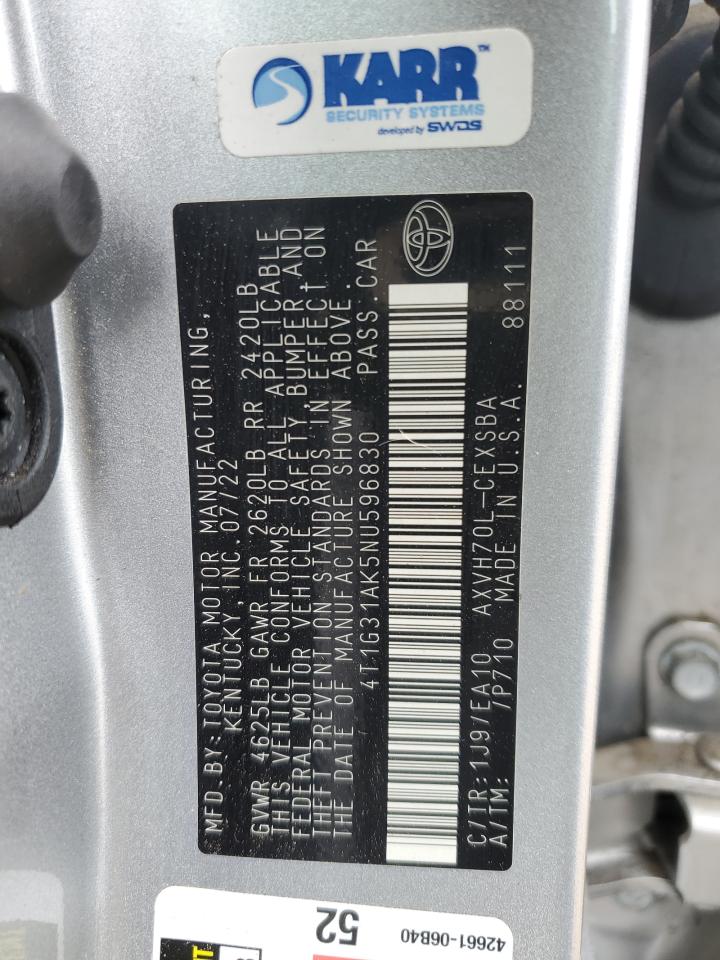 KARR™
SECURITY SYSTEMS
developed by SWDS
MFD. BY: TOYOTA MOTOR MANUFACTURING,
KENTUCKY, INC. 07/22
GVWR 4625LB GAWR FR 2620LB RR 2420LB
THIS VEHICLE CONFORMS TO ALL APPLICABLE
FEDERAL MOTOR VEHICLE SAFETY, BUMPER, AND
THEFT PREVENTION STANDARDS IN EFFECT ON
THE DATE OF MANUFACTURE SHOWN ABOVE.
4T1G31AK5NU596830 PASS.CAR
C/TR: 1J9/EA10 AXVH70L-CEXSBA
A/TM: /P710 MADE IN U.S.A. 88111
52
42661-06B40